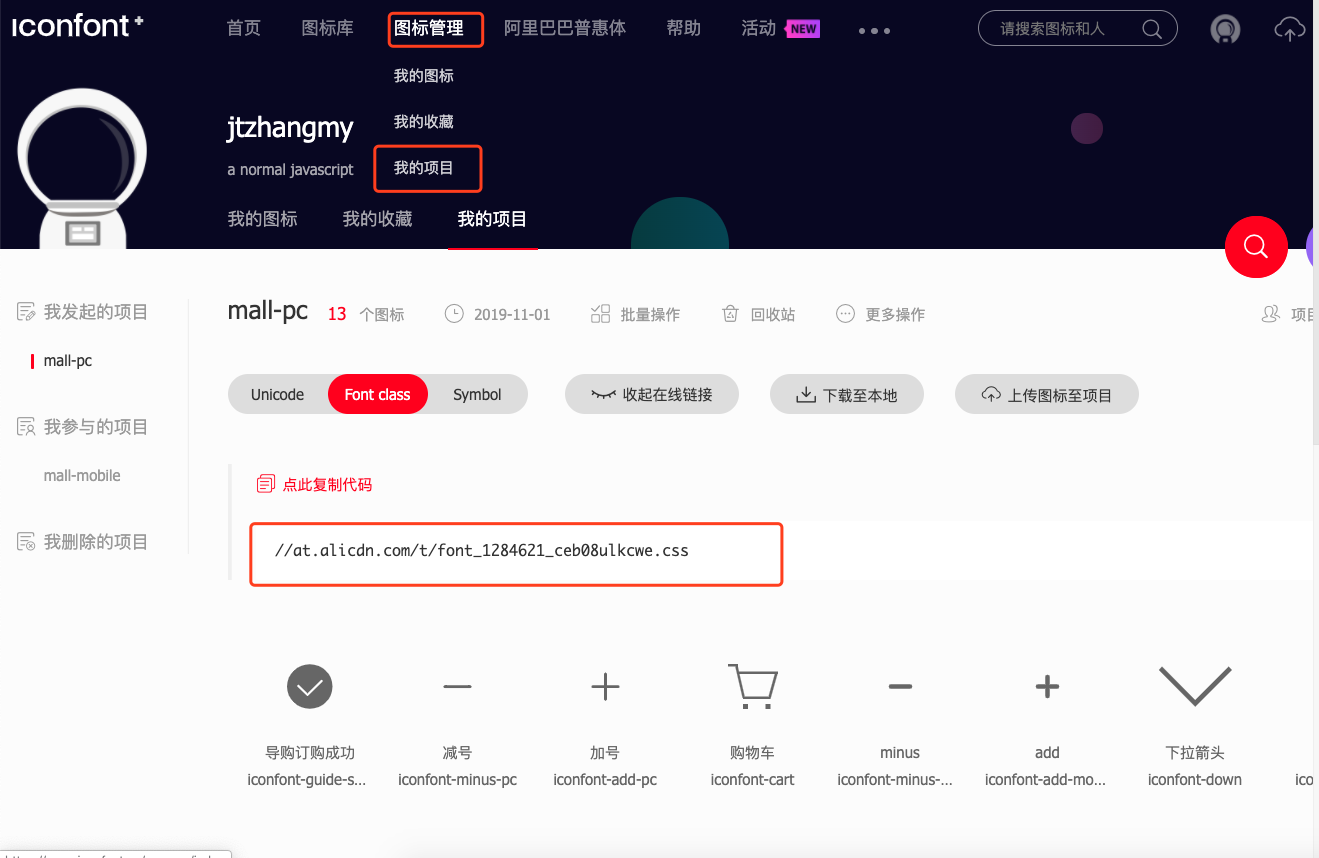 iconfont+
首页 图标库 图标管理 阿里巴巴普惠体 帮助 活动 NEW 请搜索图标和人
我的图标
我的收藏
我的项目
jtzhangmy
a normal javascript
我的图标 我的收藏 我的项目
我发起的项目
mall-pc
我参与的项目
mall-mobile
我删除的项目
mall-pc 13 个图标 2019-11-01 批量操作 回收站 更多操作 项目
Unicode Font class Symbol 收起在线链接 下载至本地 上传图标至项目
点此复制代码
//at.alicdn.com/t/font_1284621_ceb08ulkcwe.css
导购订购成功 减号 加号 购物车 minus add 下拉箭头
iconfont-guide-s... iconfont-minus-pc iconfont-add-pc iconfont-cart iconfont-minus-... iconfont-add-mo... iconfont-down ico